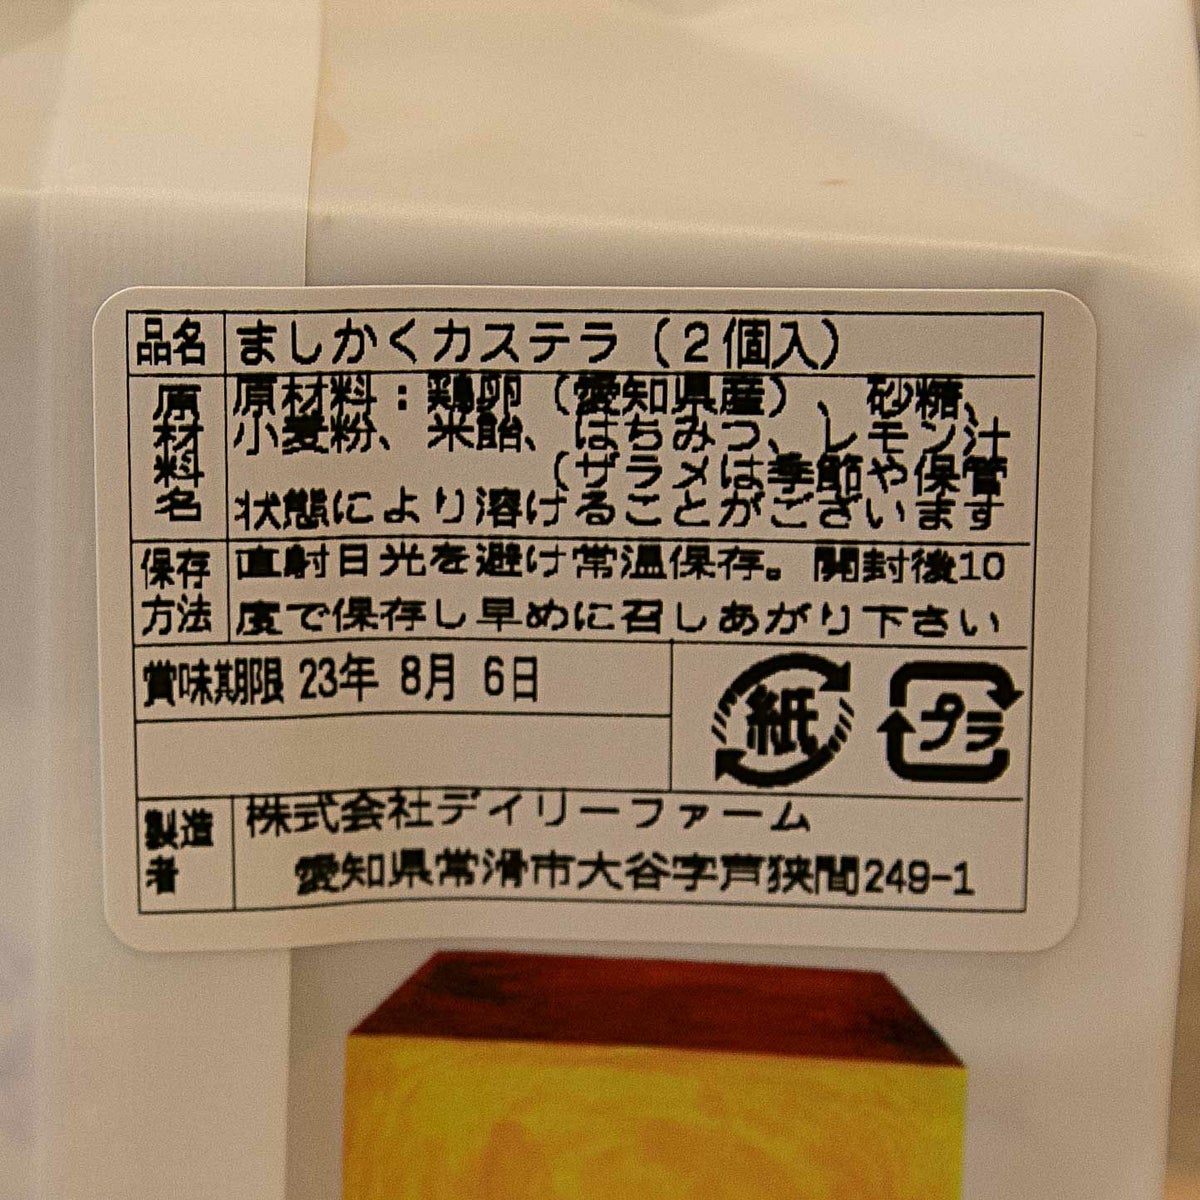 品名 ましかくカステラ（2個入）
原材料名 原材料：鶏卵（愛知県産）、砂糖、
小麦粉、米飴、はちみつ、レモン汁
（ザラメは季節や保管
状態により溶けることがございます
保存方法 直射日光を避け常温保存。開封後10
度で保存し早めに召しあがり下さい
賞味期限 23年 8月 6日
紙 プラ
製造者 株式会社デイリーファーム
愛知県常滑市大谷字芦狭間249-1